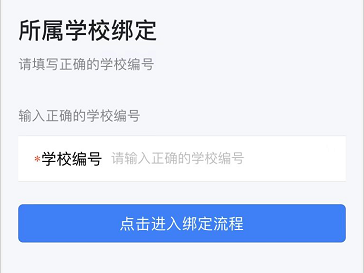 所属学校绑定
请填写正确的学校编号
输入正确的学校编号
*学校编号 请输入正确的学校编号
点击进入绑定流程